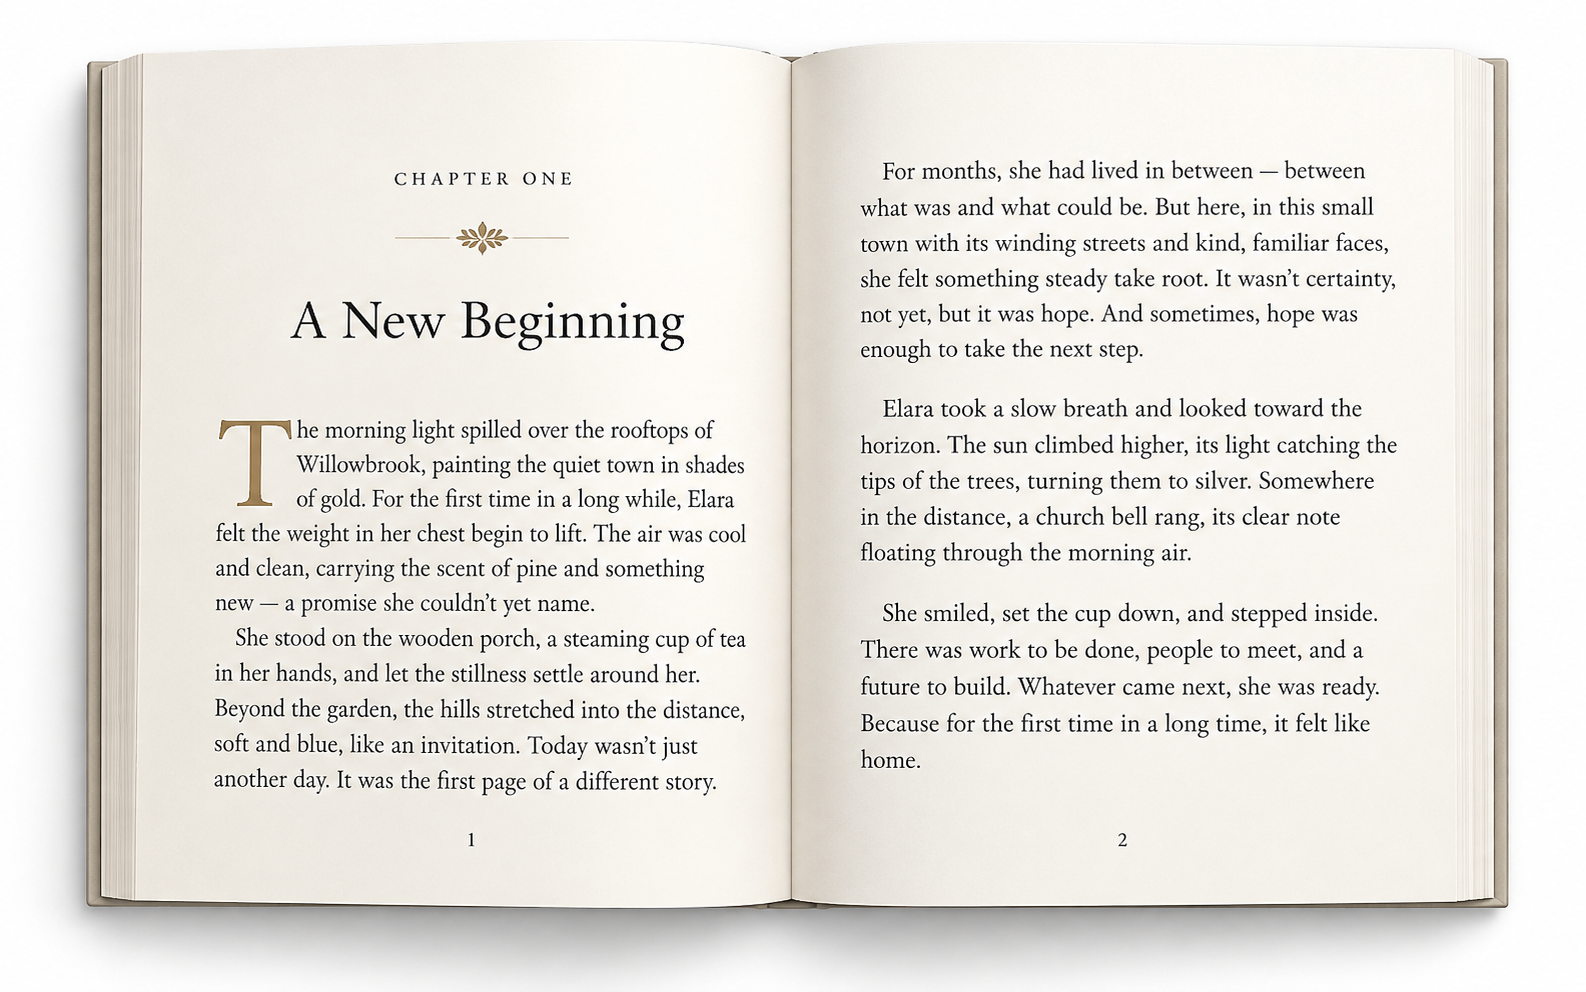 CHAPTER ONE
A New Beginning
The morning light spilled over the rooftops of
Willowbrook, painting the quiet town in shades
of gold. For the first time in a long while, Elara
felt the weight in her chest begin to lift. The air was cool
and clean, carrying the scent of pine and something
new — a promise she couldn’t yet name.
She stood on the wooden porch, a steaming cup of tea
in her hands, and let the stillness settle around her.
Beyond the garden, the hills stretched into the distance,
soft and blue, like an invitation. Today wasn’t just
another day. It was the first page of a different story.
1
For months, she had lived in between — between
what was and what could be. But here, in this small
town with its winding streets and kind, familiar faces,
she felt something steady take root. It wasn’t certainty,
not yet, but it was hope. And sometimes, hope was
enough to take the next step.
Elara took a slow breath and looked toward the
horizon. The sun climbed higher, its light catching the
tips of the trees, turning them to silver. Somewhere
in the distance, a church bell rang, its clear note
floating through the morning air.
She smiled, set the cup down, and stepped inside.
There was work to be done, people to meet, and a
future to build. Whatever came next, she was ready.
Because for the first time in a long time, it felt like
home.
2